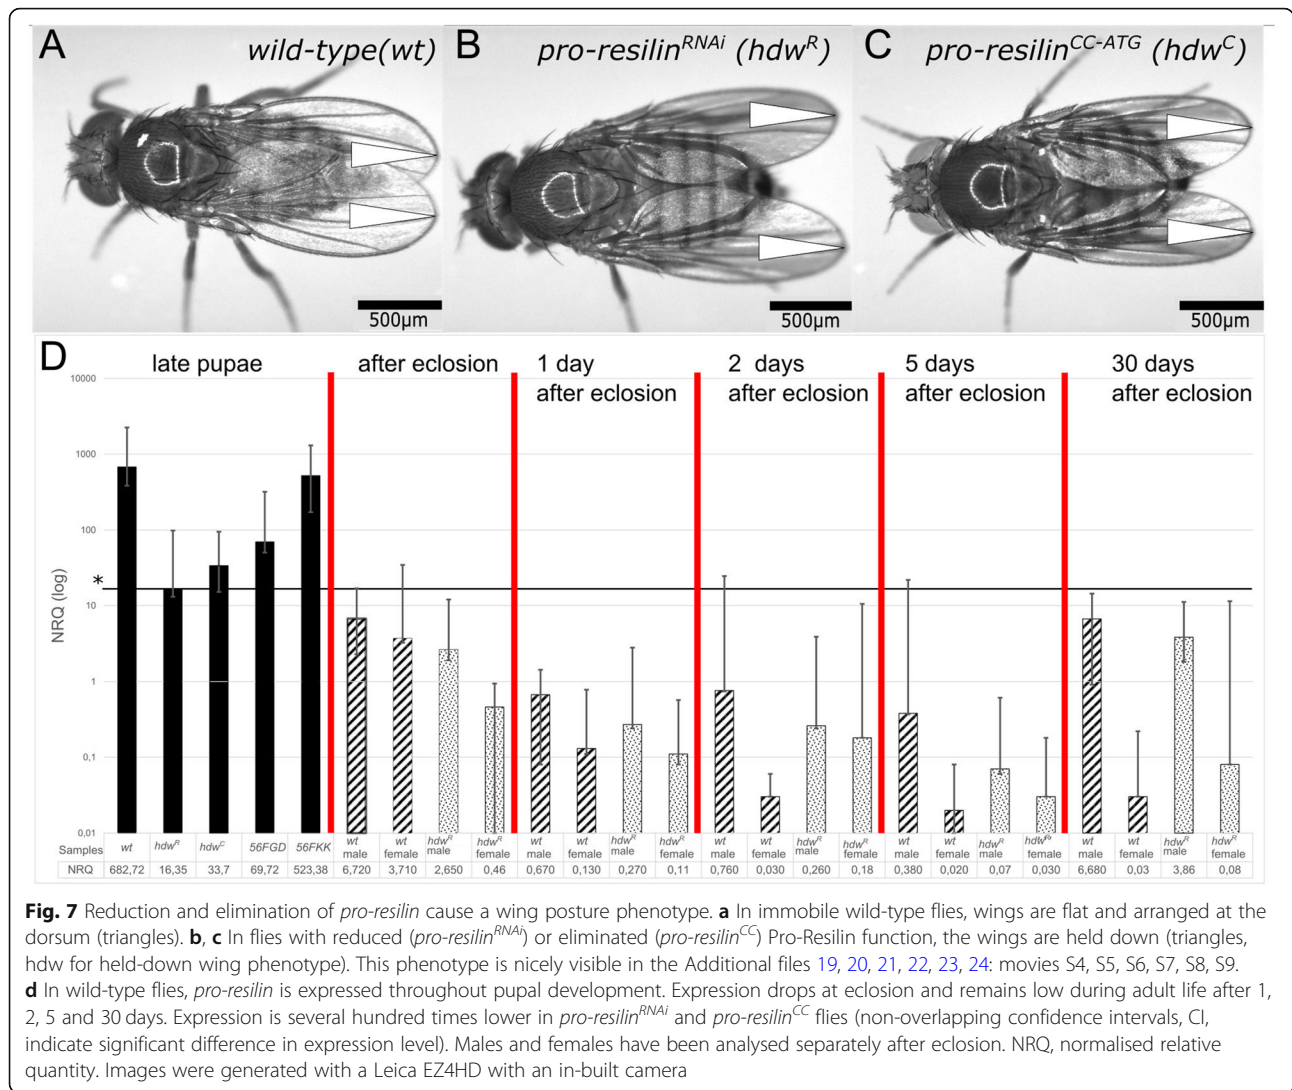 A
wild-type(wt)
B
pro-resilin^RNAi (hdw^R)
C
pro-resilin^CC-ATG (hdw^C)
500µm
500µm
500µm
D
late pupae
after eclosion
1 day
after eclosion
2 days
after eclosion
5 days
after eclosion
30 days
after eclosion
NRQ (log)
10000
1000
100
*
10
1
0,1
0,01
Samples wt hdw^R hdw^C 56FGD 56FKK wt male wt female hdw^R male hdw^R female wt male wt female hdw^R male hdw^R female wt male wt female hdw^R male hdw^R female wt male wt female hdw^R male hdw^R female wt male wt female hdw^R male hdw^R female
NRQ 682,72 16,35 33,7 69,72 523,38 6,720 3,710 2,650 0,46 0,670 0,130 0,270 0,11 0,760 0,030 0,260 0,18 0,380 0,020 0,07 0,030 6,680 0,03 3,86 0,08
Fig. 7 Reduction and elimination of pro-resilin cause a wing posture phenotype. a In immobile wild-type flies, wings are flat and arranged at the
dorsum (triangles). b, c In flies with reduced (pro-resilin^RNAi) or eliminated (pro-resilin^CC) Pro-Resilin function, the wings are held down (triangles,
hdw for held-down wing phenotype). This phenotype is nicely visible in the Additional files 19, 20, 21, 22, 23, 24: movies S4, S5, S6, S7, S8, S9.
d In wild-type flies, pro-resilin is expressed throughout pupal development. Expression drops at eclosion and remains low during adult life after 1,
2, 5 and 30 days. Expression is several hundred times lower in pro-resilin^RNAi and pro-resilin^CC flies (non-overlapping confidence intervals, CI,
indicate significant difference in expression level). Males and females have been analysed separately after eclosion. NRQ, normalised relative
quantity. Images were generated with a Leica EZ4HD with an in-built camera